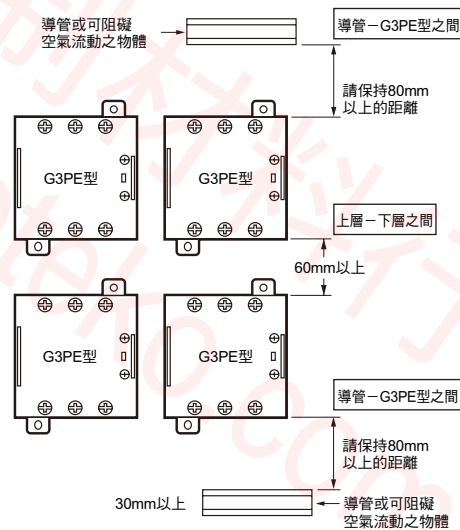 導管或可阻礙
空氣流動之物體
導管－G3PE型之間
請保持80mm
以上的距離
G3PE型
G3PE型
上層－下層之間
60mm以上
G3PE型
G3PE型
導管－G3PE型之間
請保持80mm
以上的距離
30mm以上
導管或可阻礙
空氣流動之物體